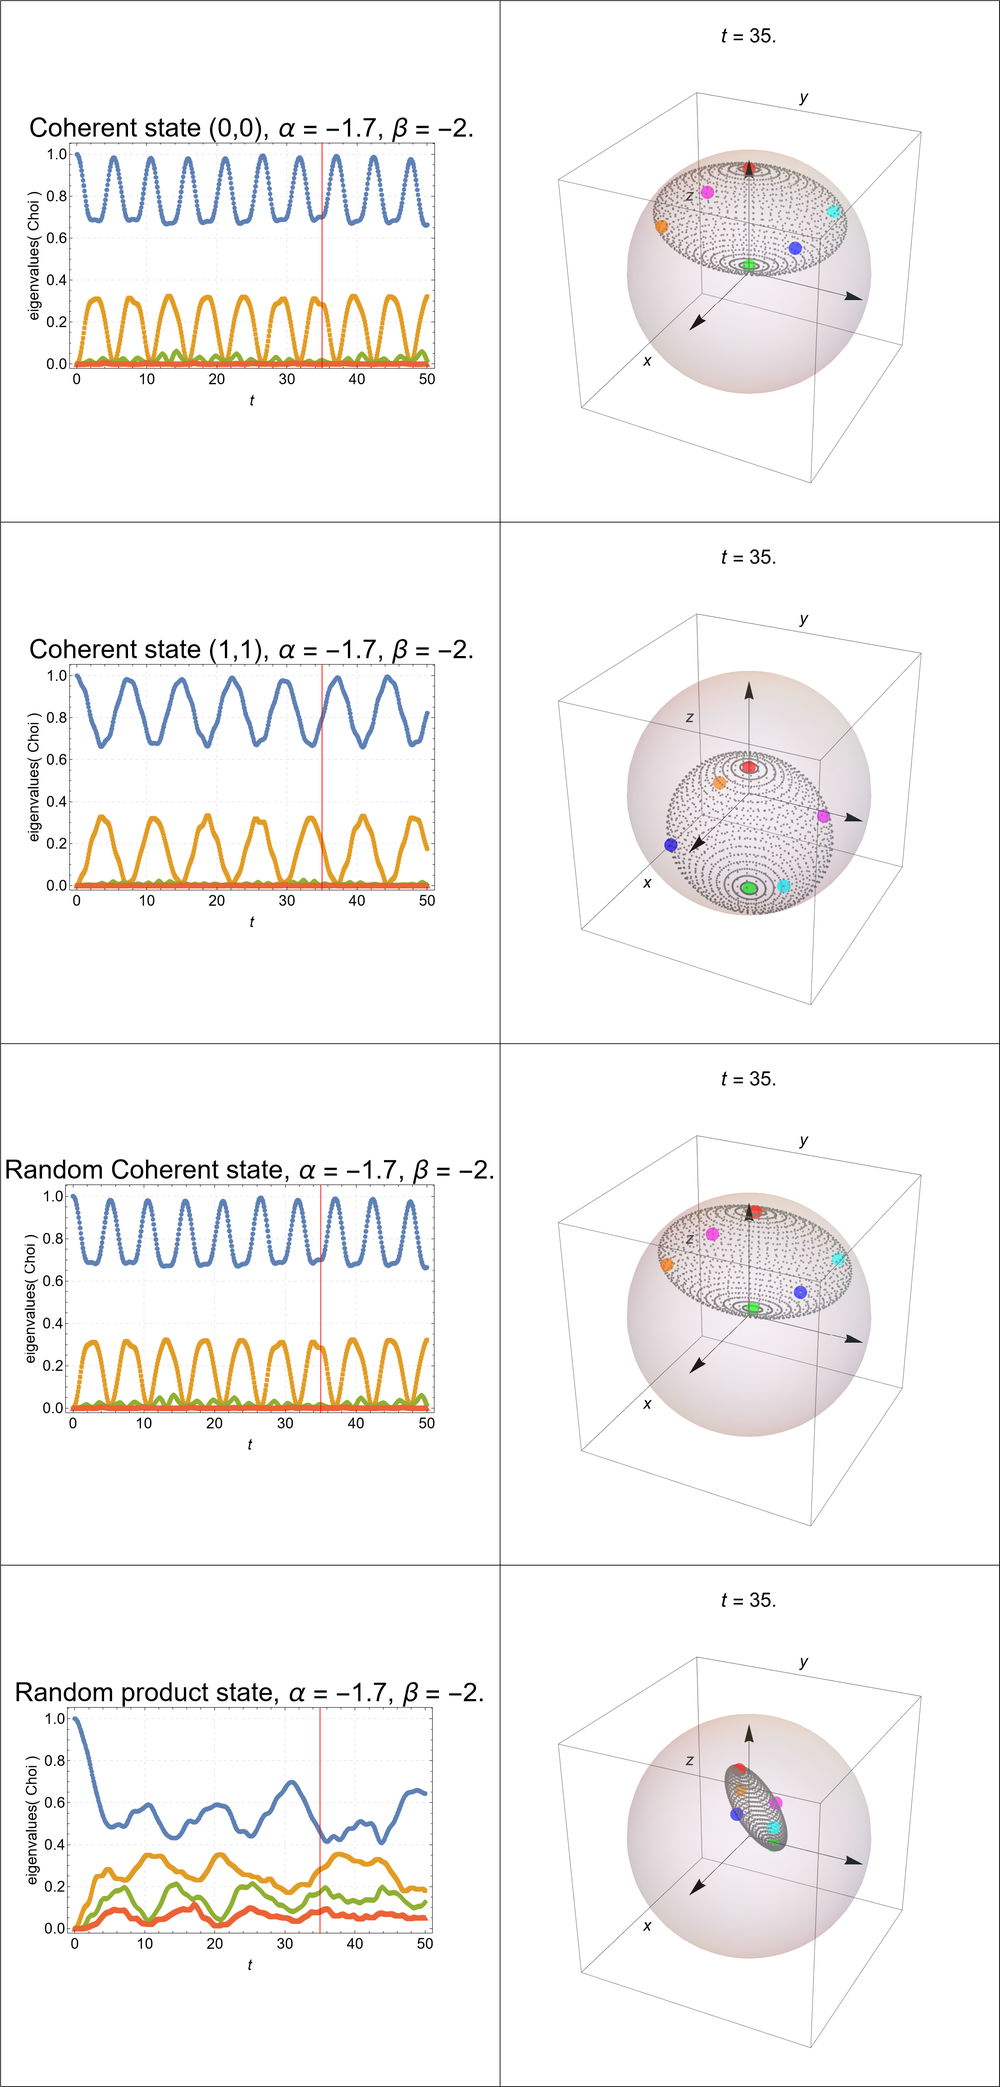 Coherent state (0,0), α = −1.7, β = −2.
eigenvalues( Choi )
1.0
0.8
0.6
0.4
0.2
0.0
0 10 20 30 40 50
t
t = 35.
y
z
x
Coherent state (1,1), α = −1.7, β = −2.
eigenvalues( Choi )
1.0
0.8
0.6
0.4
0.2
0.0
0 10 20 30 40 50
t
t = 35.
y
z
x
Random Coherent state, α = −1.7, β = −2.
eigenvalues( Choi )
1.0
0.8
0.6
0.4
0.2
0.0
0 10 20 30 40 50
t
t = 35.
y
z
x
Random product state, α = −1.7, β = −2.
eigenvalues( Choi )
1.0
0.8
0.6
0.4
0.2
0.0
0 10 20 30 40 50
t
t = 35.
y
z
x